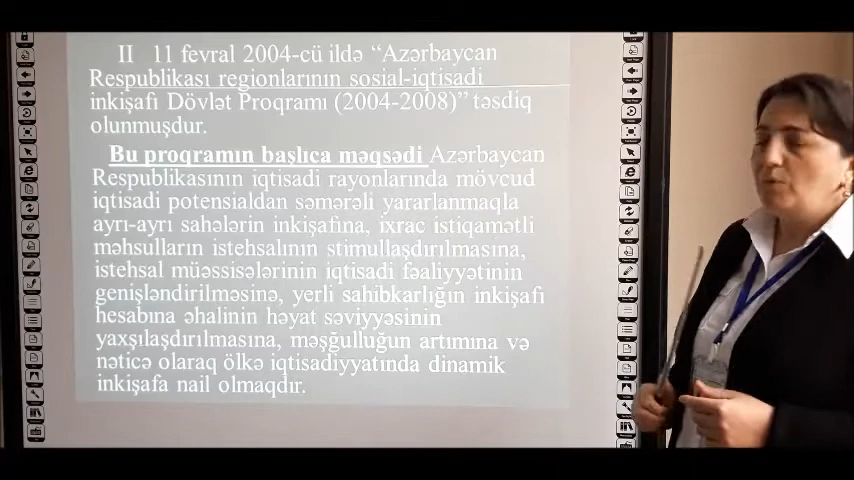 II 11 fevral 2004-cü ildə “Azərbaycan
Respublikası regionlarının sosial-iqtisadi
inkişafı Dövlət Proqramı (2004-2008)” təsdiq
olunmuşdur.
Bu proqramın başlıca məqsədi Azərbaycan
Respublikasının iqtisadi rayonlarında mövcud
iqtisadi potensialdan səmərəli yararlanmaqla
ayrı-ayrı sahələrin inkişafına, ixrac istiqamətli
məhsulların istehsalının stimullaşdırılmasına,
istehsal müəssisələrinin iqtisadi fəaliyyətinin
genişləndirilməsinə, yerli sahibkarlığın inkişafı
hesabına əhalinin həyat səviyyəsinin
yaxşılaşdırılmasına, məşğulluğun artımına və
nəticə olaraq ölkə iqtisadiyyatında dinamik
inkişafa nail olmaqdır.